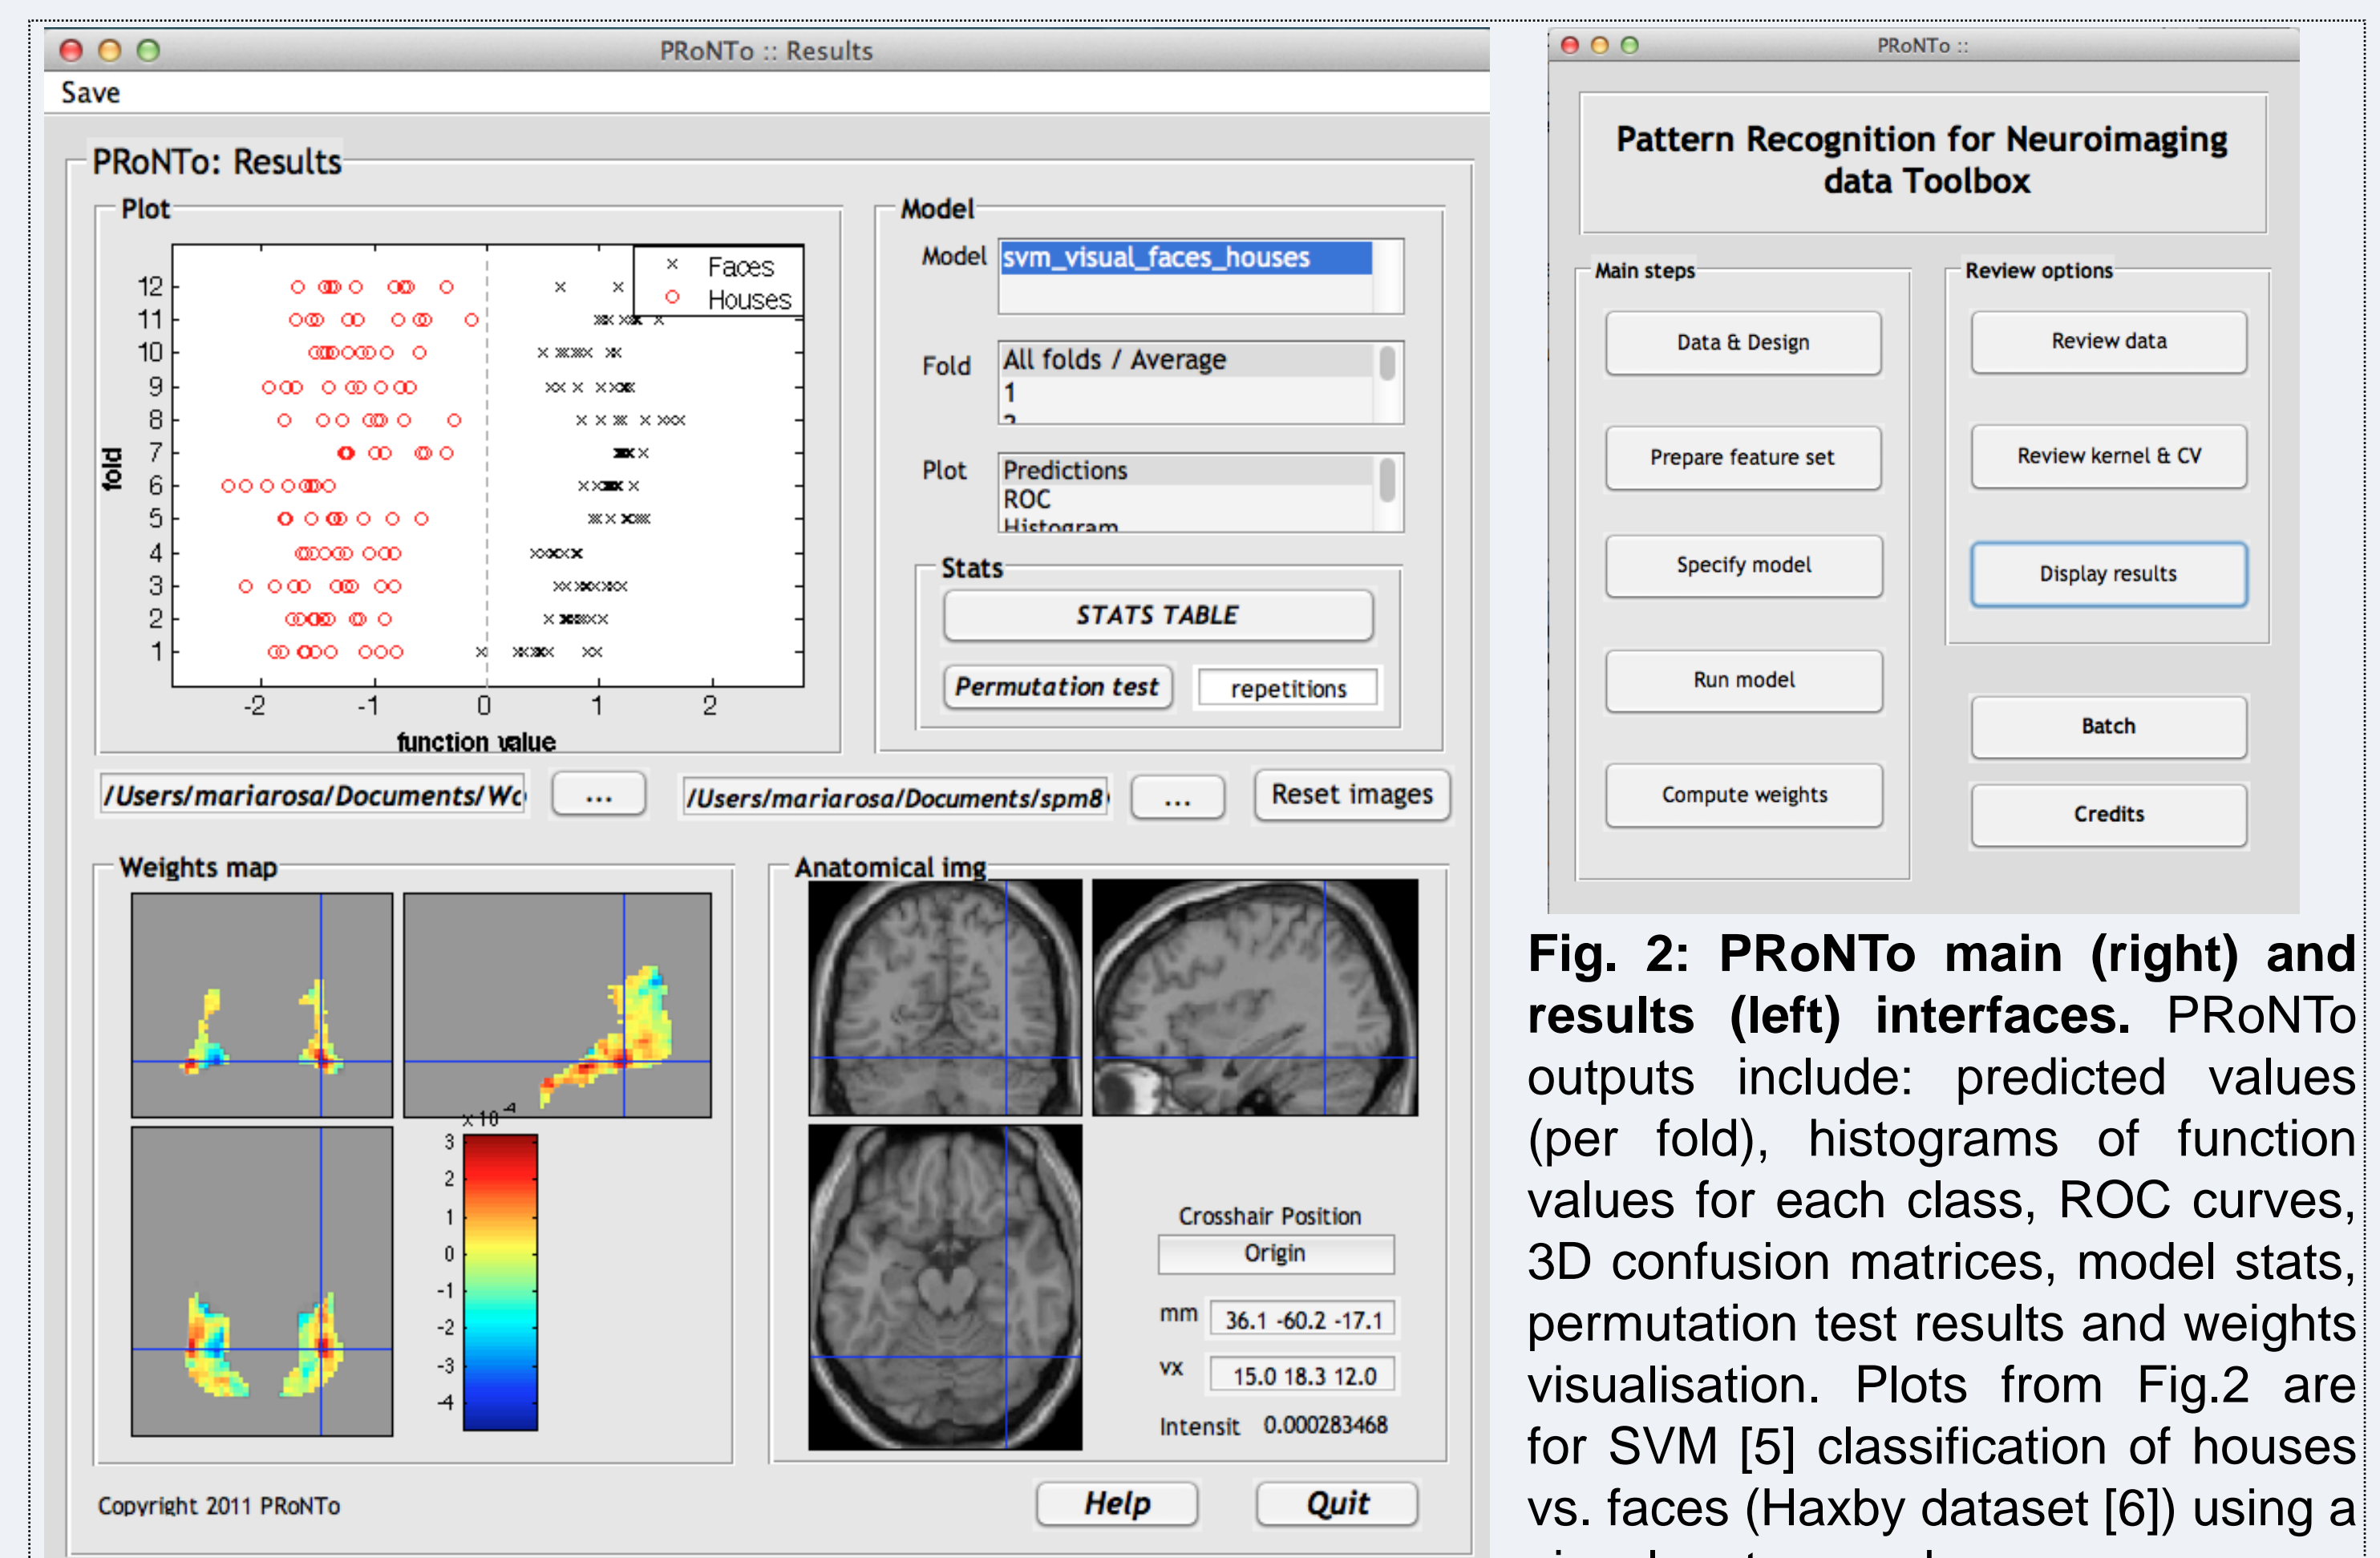 PRoNTo :: Results
Save
PRoNTo: Results
Plot
Faces
Houses
12
11
10
9
8
7
6
5
4
3
2
1
fold
-2 -1 0 1 2
function value
Model
Model svm_visual_faces_houses
Fold All folds / Average
1
Plot Predictions
ROC
Histogram
Stats
STATS TABLE
Permutation test repetitions
/Users/mariarosa/Documents/Wo ... /Users/mariarosa/Documents/spm8 ... Reset images
Weights map
x 10 -4
3
2
1
0
-1
-2
-3
-4
Anatomical img
Crosshair Position
Origin
mm 36.1 -60.2 -17.1
vx 15.0 18.3 12.0
Intensit 0.000283468
Copyright 2011 PRoNTo
Help Quit
PRoNTo ::
Pattern Recognition for Neuroimaging
data Toolbox
Main steps
Data & Design
Prepare feature set
Specify model
Run model
Compute weights
Review options
Review data
Review kernel & CV
Display results
Batch
Credits
Fig. 2: PRoNTo main (right) and
results (left) interfaces. PRoNTo
outputs include: predicted values
(per fold), histograms of function
values for each class, ROC curves,
3D confusion matrices, model stats,
permutation test results and weights
visualisation. Plots from Fig.2 are
for SVM [5] classification of houses
vs. faces (Haxby dataset [6]) using a